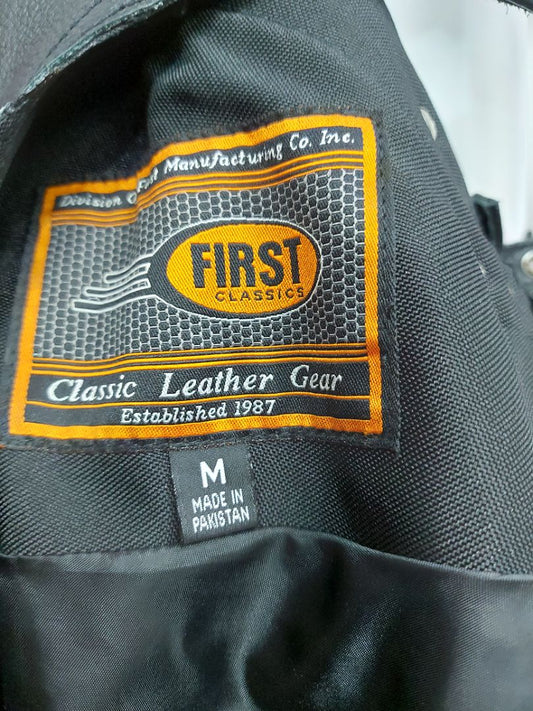 Division of First Manufacturing Co. Inc.
FIRST
CLASSICS
Classic Leather Gear
Established 1987
M
MADE IN
PAKISTAN